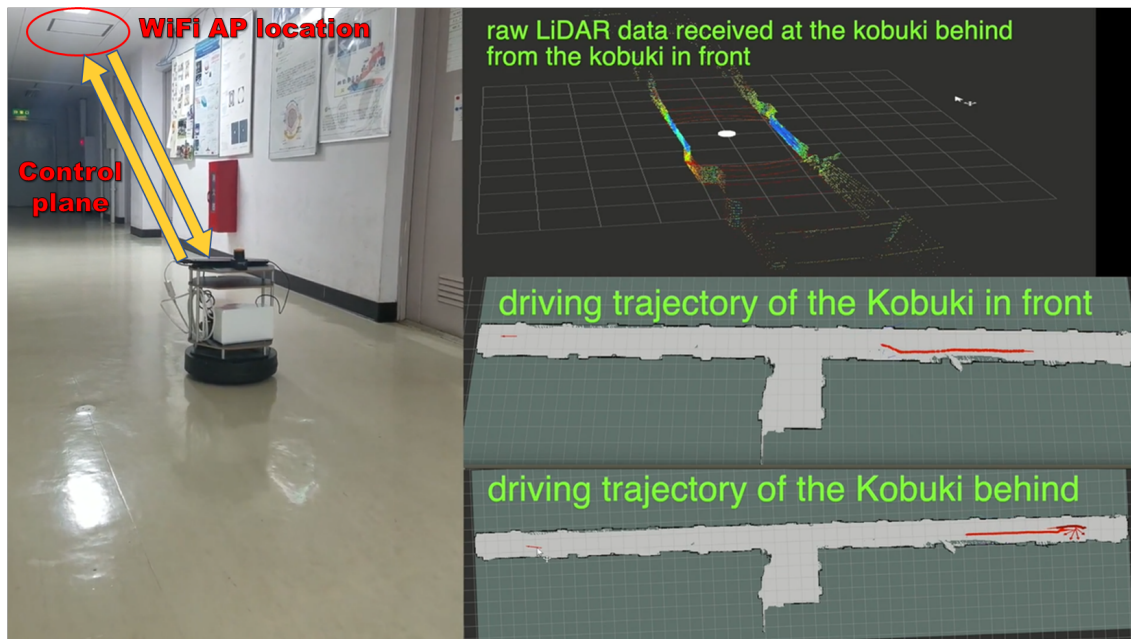 WiFi AP location
Control
plane
raw LiDAR data received at the kobuki behind
from the kobuki in front
driving trajectory of the Kobuki in front
driving trajectory of the Kobuki behind